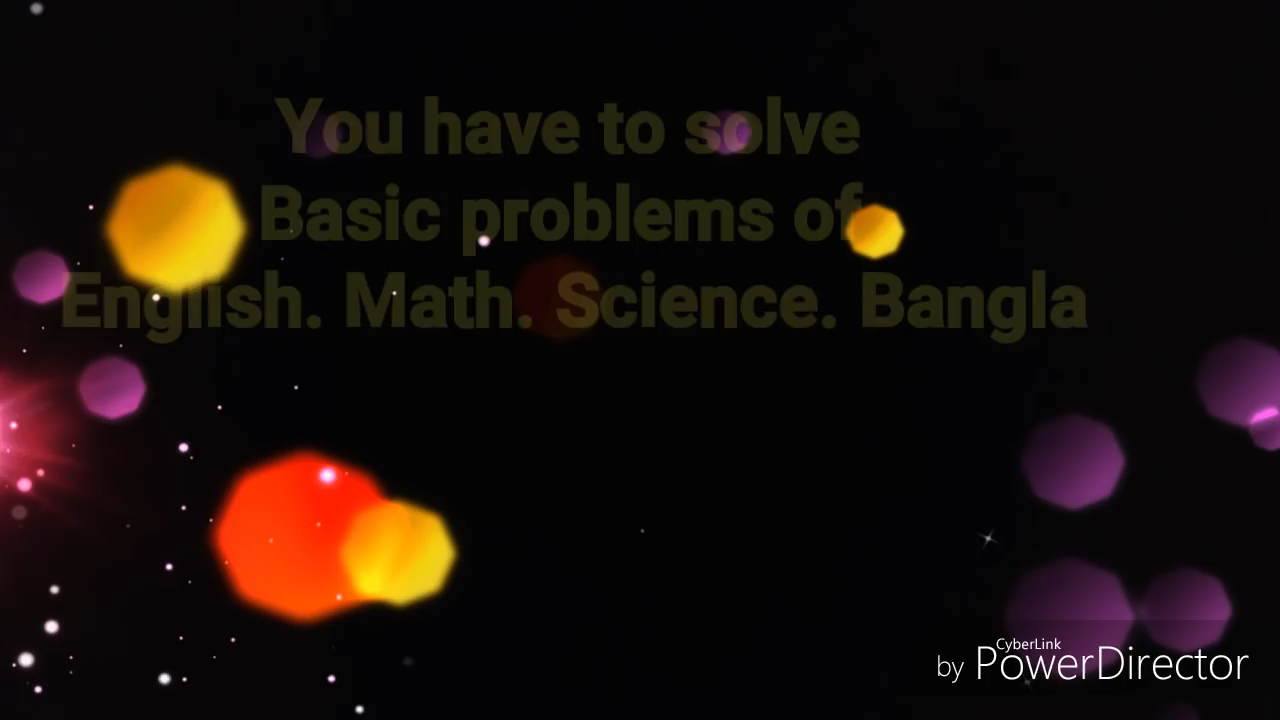 You have to solve
Basic problems of
English. Math. Science. Bangla
CyberLink
by PowerDirector